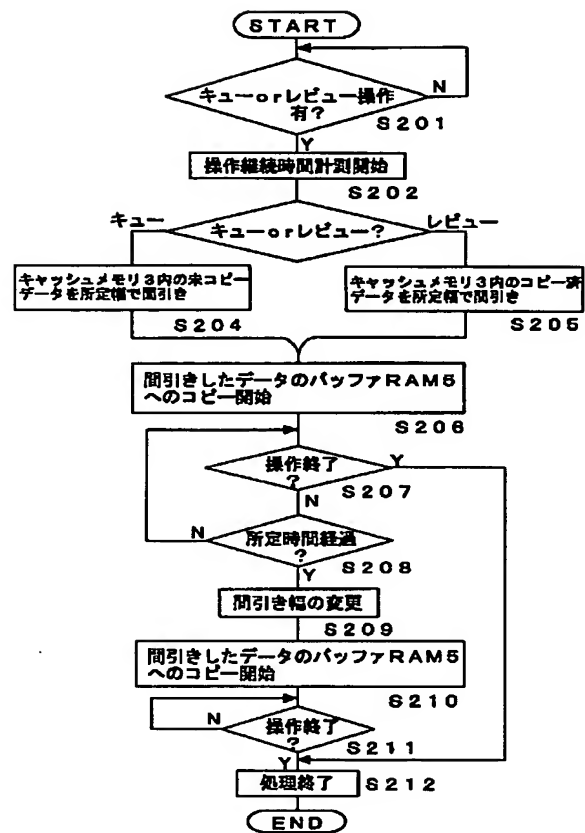 START
キューorレビュー操作
有?
N
S201
Y
操作継続時間計測開始
S202
キュー
キューorレビュー?
レビュー
キャッシュメモリ3内の未コピー
データを所定幅で間引き
S204
キャッシュメモリ3内のコピー済
データを所定幅で間引き
S205
間引きしたデータのバッファRAM5
へのコピー開始
S206
操作終了
?
Y
S207
N
所定時間経過
?
N
S208
Y
間引き幅の変更
S209
間引きしたデータのバッファRAM5
へのコピー開始
S210
N
操作終了
?
S211
Y
処理終了
S212
END